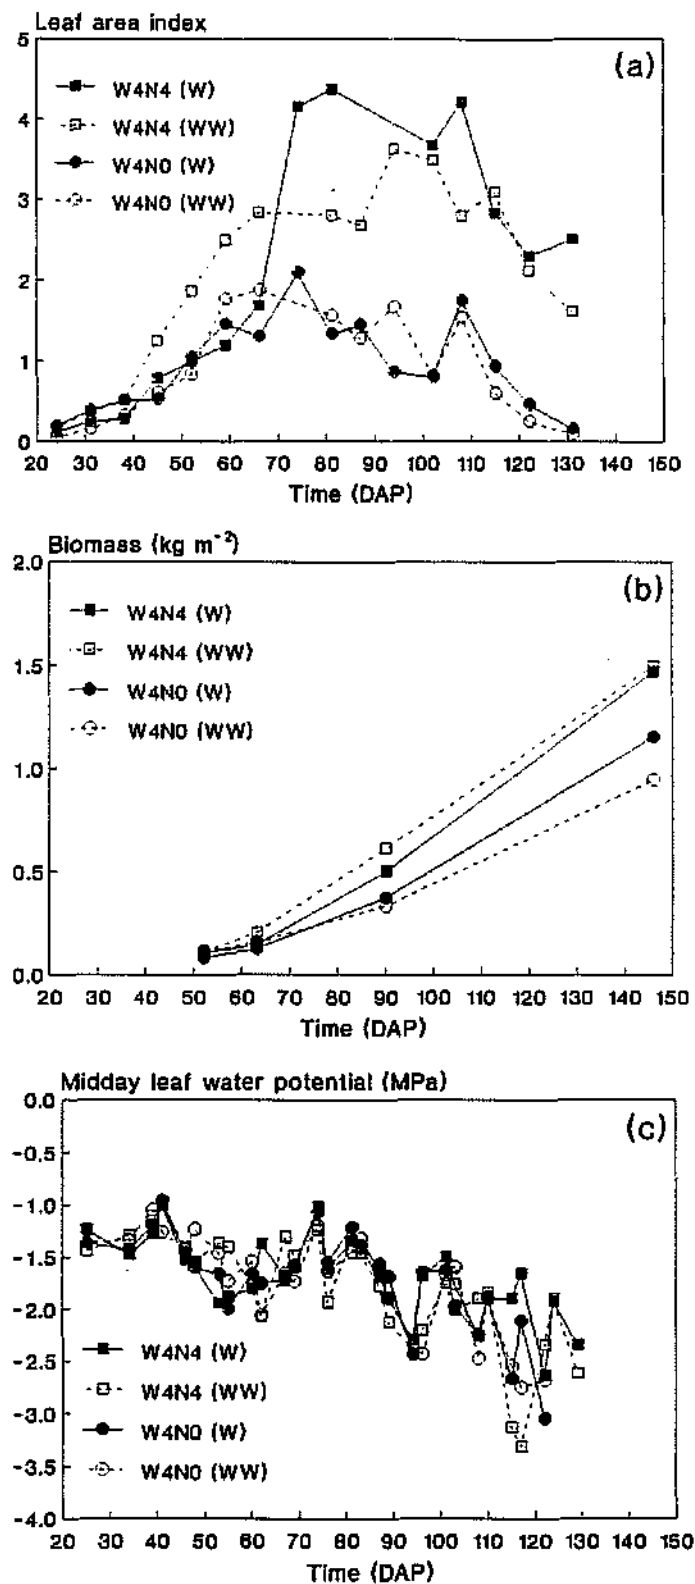 Leaf area index
(a)
5
4
3
2
1
0
W4N4 (W)
W4N4 (WW)
W4N0 (W)
W4N0 (WW)
20 30 40 50 60 70 80 90 100 110 120 130 140 150
Time (DAP)
Biomass (kg m⁻²)
(b)
2.0
1.5
1.0
0.5
0.0
W4N4 (W)
W4N4 (WW)
W4N0 (W)
W4N0 (WW)
20 30 40 50 60 70 80 90 100 110 120 130 140 150
Time (DAP)
Midday leaf water potential (MPa)
(c)
0.0
-0.5
-1.0
-1.5
-2.0
-2.5
-3.0
-3.5
-4.0
W4N4 (W)
W4N4 (WW)
W4N0 (W)
W4N0 (WW)
20 30 40 50 60 70 80 90 100 110 120 130 140 150
Time (DAP)